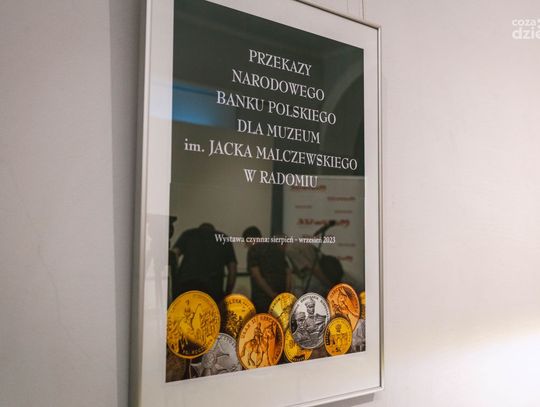 PRZEKAZY
NARODOWEGO
BANKU POLSKIEGO
DLA MUZEUM
im. JACKA MALCZEWSKIEGO
W RADOMIU
Wystawa czynna: sierpień - wrzesień 2023